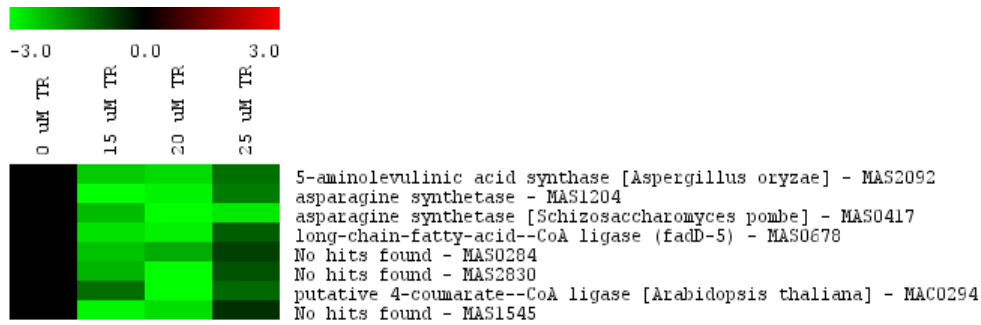 -3.0 0.0 3.0
0 uM TR
15 uM TR
20 uM TR
25 uM TR
5-aminolevulinic acid synthase [Aspergillus oryzae] - MAS2092
asparagine synthetase - MAS1204
asparagine synthetase [Schizosaccharomyces pombe] - MAS0417
long-chain-fatty-acid--CoA ligase (fadD-5) - MAS0678
No hits found - MAS0284
No hits found - MAS2830
putative 4-coumarate--CoA ligase [Arabidopsis thaliana] - MAC0294
No hits found - MAS1545